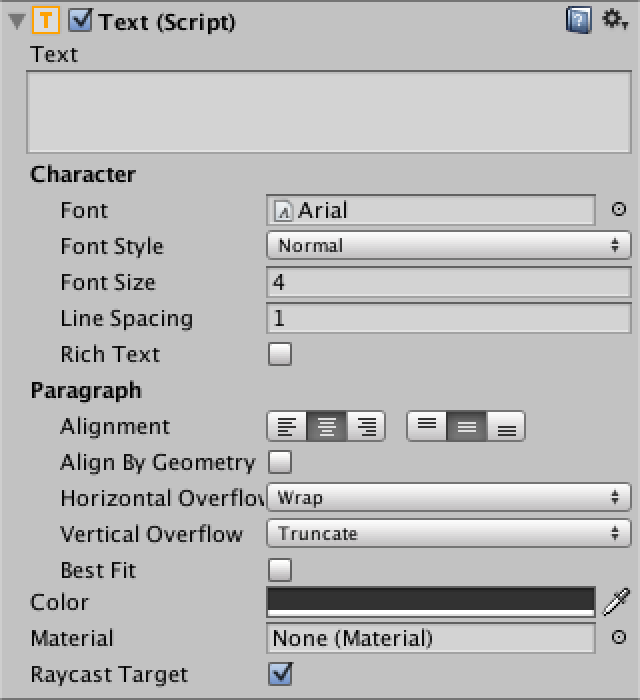 T Text (Script)
Text
Character
Font Arial
Font Style Normal
Font Size 4
Line Spacing 1
Rich Text
Paragraph
Alignment
Align By Geometry
Horizontal Overflow Wrap
Vertical Overflow Truncate
Best Fit
Color
Material None (Material)
Raycast Target